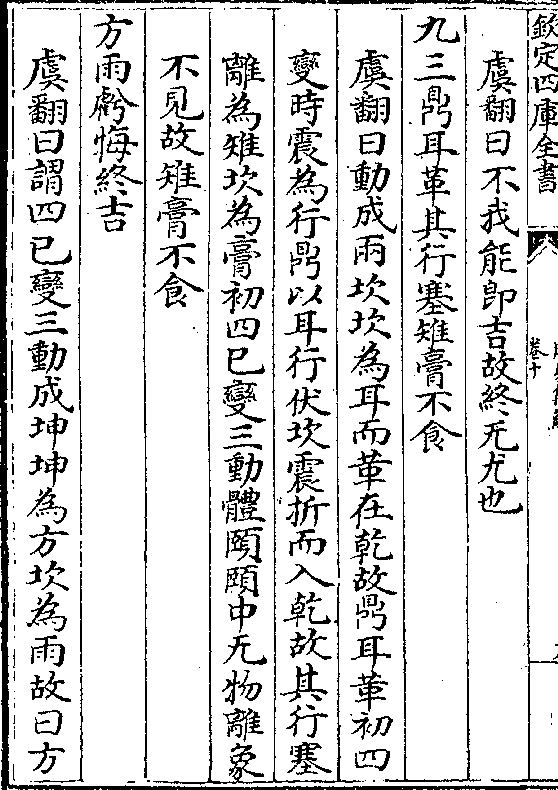 欽定四庫全書
卷十
虞翻曰不我能即吉故終无尤也
九三鼎耳革其行塞雉膏不食
虞翻曰動成兩坎坎為耳而革在乾故鼎耳革初四
變時震為行鼎以耳行伏坎震折而入乾故其行塞
離為雉坎為膏初四已變三動體頤頤中无物離象
不見故雉膏不食
方雨虧悔終吉
虞翻曰謂四已變三動成坤坤為方坎為雨故曰方